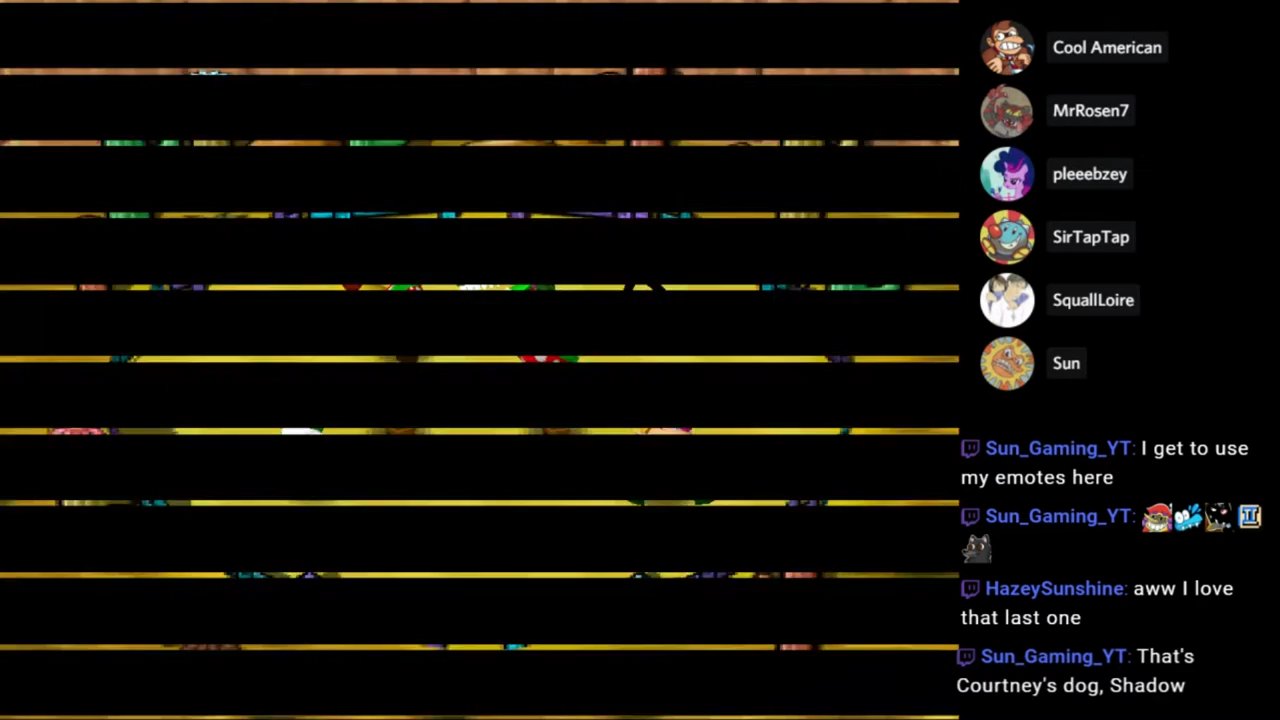 Cool American
MrRosen7
pleeebzey
SirTapTap
SquallLoire
Sun
Sun_Gaming_YT: I get to use
my emotes here
Sun_Gaming_YT:
HazeySunshine: aww I love
that last one
Sun_Gaming_YT: That's
Courtney's dog, Shadow